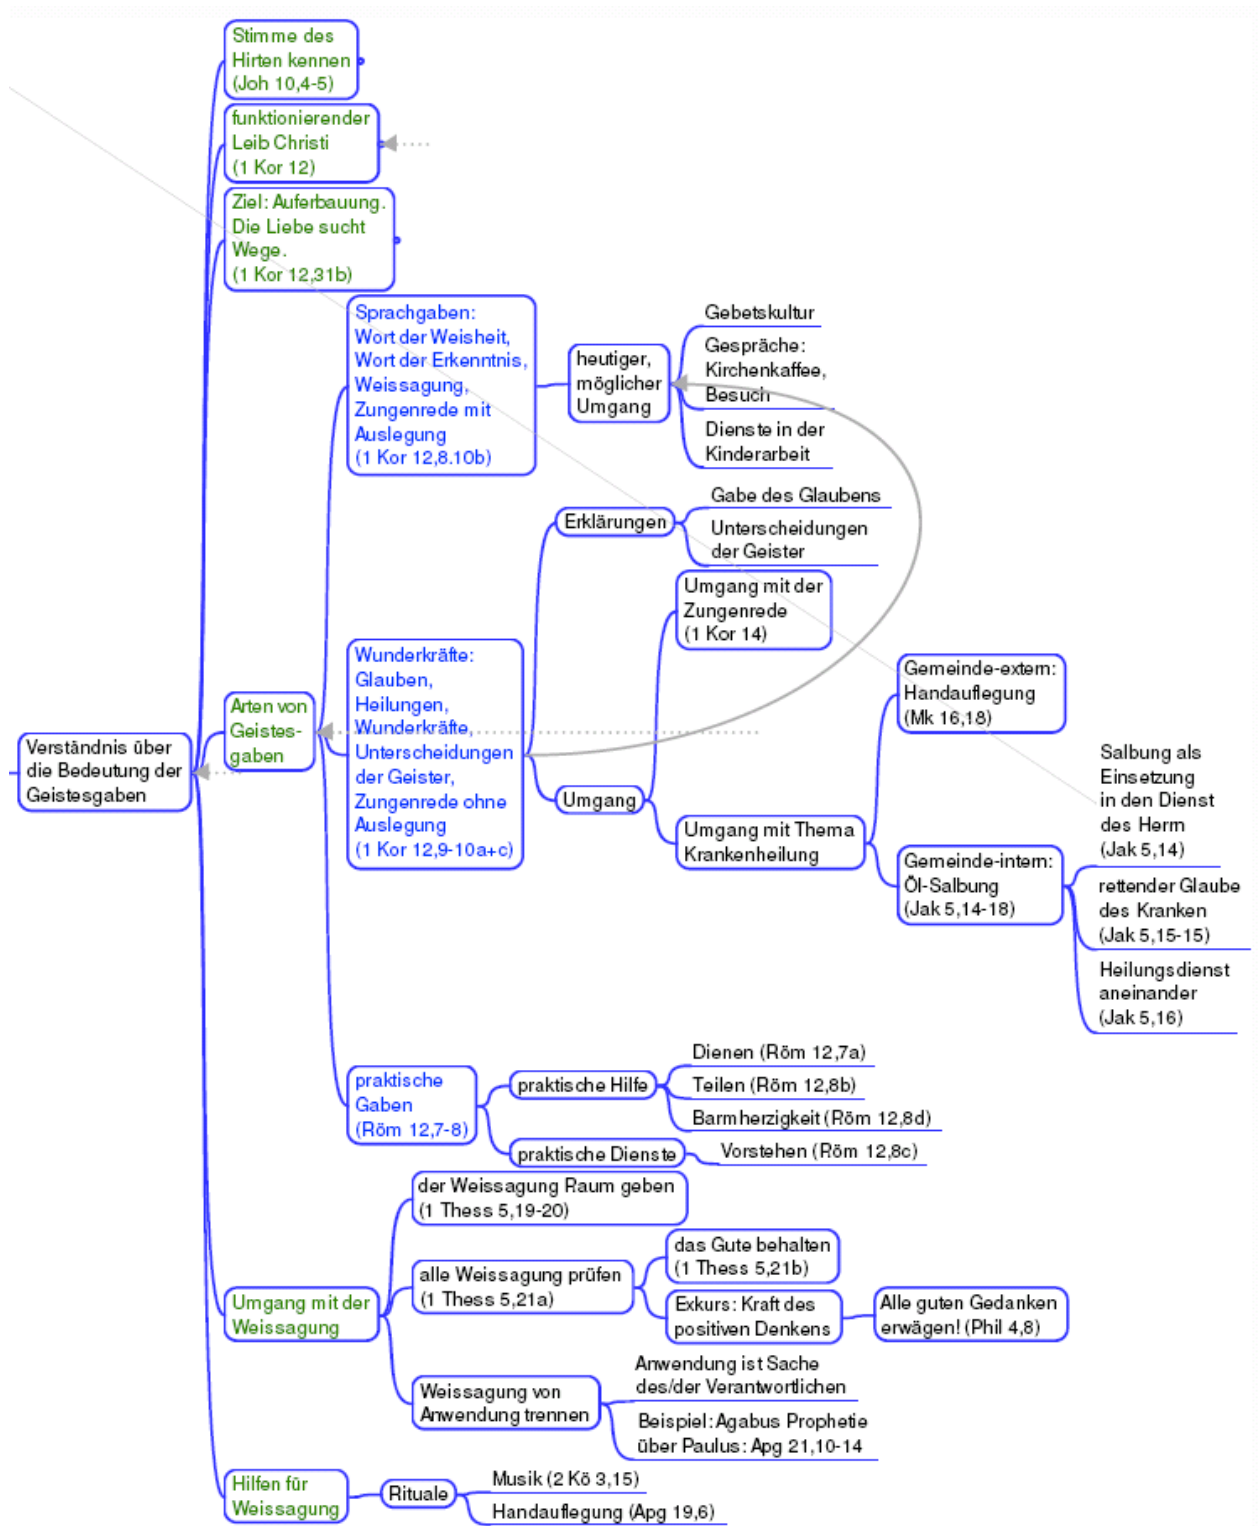 Stimme des
Hirten kennen
(Joh 10,4-5)
funktionierender
Leib Christi
(1 Kor 12)
Ziel: Auferbauung.
Die Liebe sucht
Wege.
(1 Kor 12,31b)
Sprachgaben:
Wort der Weisheit,
Wort der Erkenntnis,
Weissagung,
Zungenrede mit
Auslegung
(1 Kor 12,8.10b)
heutiger,
möglicher
Umgang
Gebetskultur
Gespräche:
Kirchenkaffee,
Besuch
Dienste in der
Kinderarbeit
Erklärungen
Gabe des Glaubens
Unterscheidungen
der Geister
Umgang mit der
Zungenrede
(1 Kor 14)
Wunderkräfte:
Glauben,
Heilungen,
Wunderkräfte,
Unterscheidungen
der Geister,
Zungenrede ohne
Auslegung
(1 Kor 12,9-10a+c)
Arten von
Geistes-
gaben
Verständnis über
die Bedeutung der
Geistesgaben
Umgang
Umgang mit Thema
Krankenheilung
Gemeinde-extern:
Handauflegung
(Mk 16,18)
Gemeinde-intern:
Öl-Salbung
(Jak 5,14-18)
Salbung als
Einsetzung
in den Dienst
des Herrn
(Jak 5,14)
rettender Glaube
des Kranken
(Jak 5,15-15)
Heilungsdienst
aneinander
(Jak 5,16)
praktische
Gaben
(Röm 12,7-8)
praktische Hilfe
Dienen (Röm 12,7a)
Teilen (Röm 12,8b)
Barmherzigkeit (Röm 12,8d)
praktische Dienste
Vorstehen (Röm 12,8c)
der Weissagung Raum geben
(1 Thess 5,19-20)
alle Weissagung prüfen
(1 Thess 5,21a)
das Gute behalten
(1 Thess 5,21b)
Exkurs: Kraft des
positiven Denkens
Alle guten Gedanken
erwägen! (Phil 4,8)
Umgang mit der
Weissagung
Weissagung von
Anwendung trennen
Anwendung ist Sache
des/der Verantwortlichen
Beispiel: Agabus Prophetie
über Paulus: Apg 21,10-14
Hilfen für
Weissagung
Rituale
Musik (2 Kö 3,15)
Handauflegung (Apg 19,6)